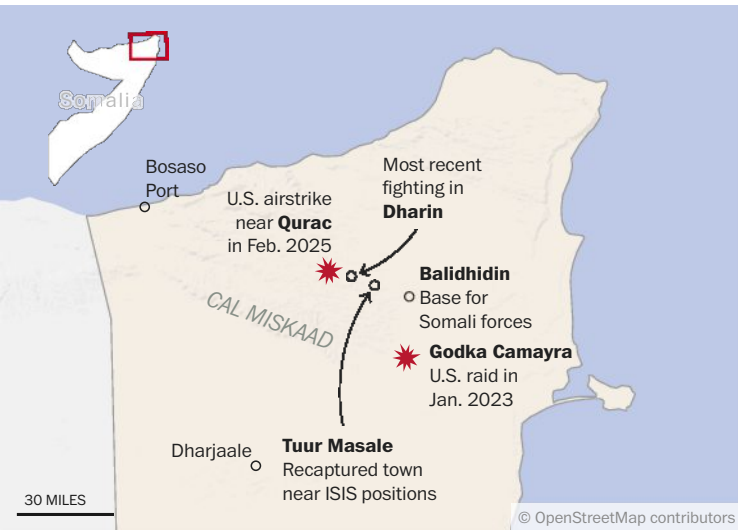 Somalia
Bosaso
Port
U.S. airstrike
near Qurac
in Feb. 2025
Most recent
fighting in
Dharin
Balidhidin
Base for
Somali forces
CAL MISKAAD
Godka Camayra
U.S. raid in
Jan. 2023
Dharjaale
Tuur Masale
Recaptured town
near ISIS positions
30 MILES
© OpenStreetMap contributors